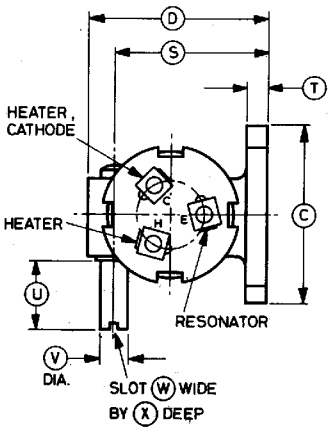 D
S
T
HEATER,
CATHODE
C
C
HEATER
H
E
U
RESONATOR
V
DIA.
SLOT W WIDE
BY X DEEP